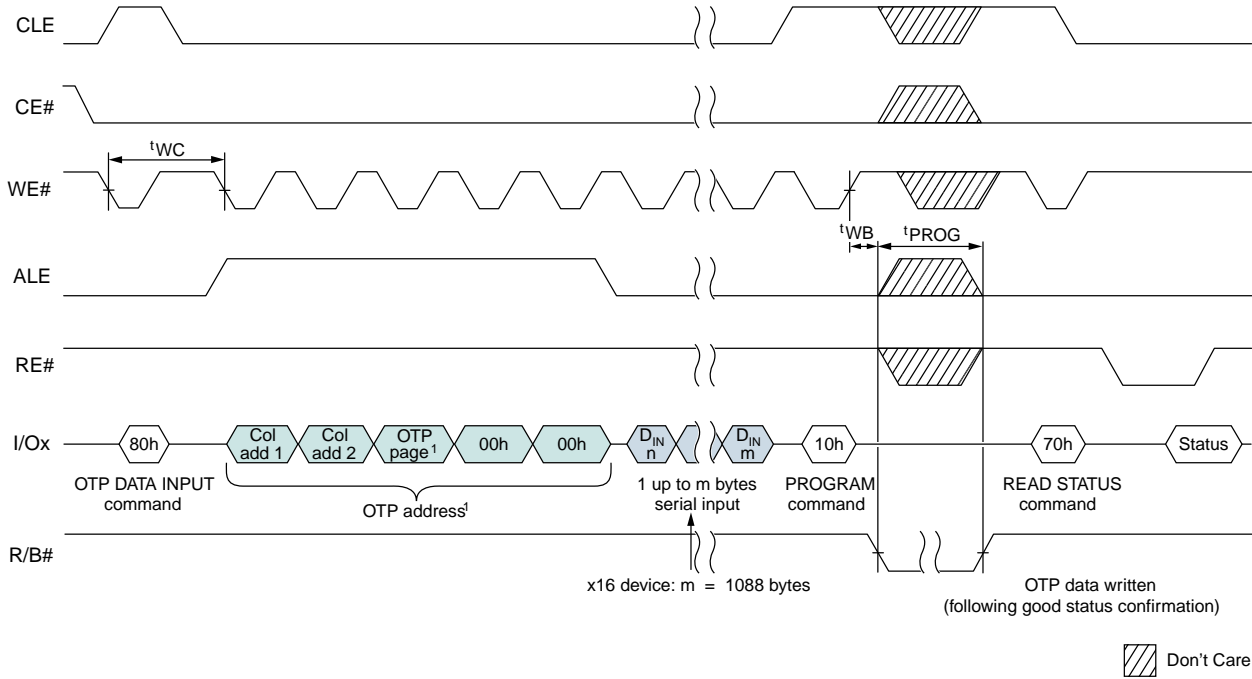 CLE
CE#
tWC
WE#
tWB
tPROG
ALE
RE#
I/Ox
80h
Col
add 1
Col
add 2
OTP
page1
00h
00h
DIN
n
DIN
m
10h
70h
Status
OTP DATA INPUT
command
OTP address1
1 up to m bytes
serial input
PROGRAM
command
READ STATUS
command
R/B#
x16 device: m = 1088 bytes
OTP data written
(following good status confirmation)
Don't Care